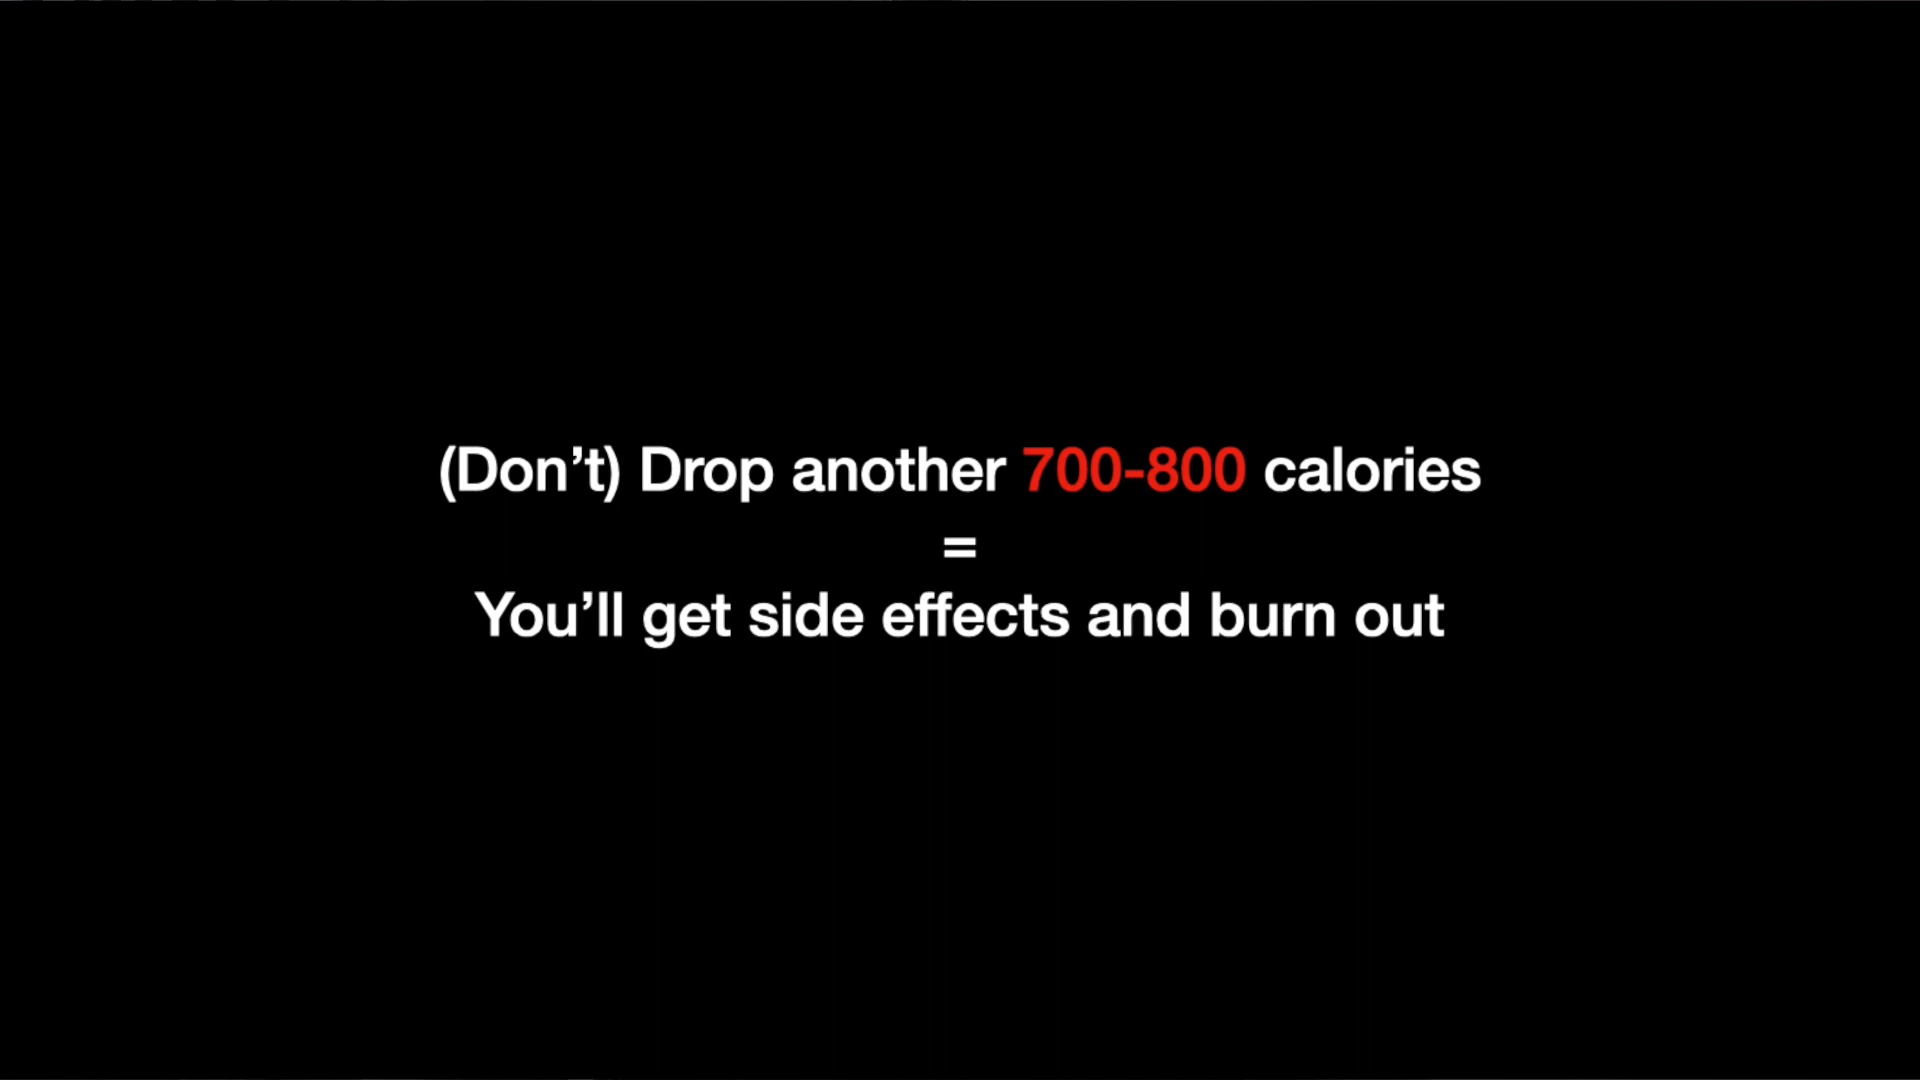 (Don’t) Drop another 700-800 calories
=
You’ll get side effects and burn out